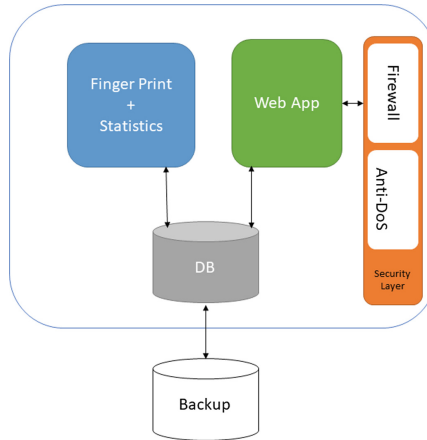 Finger Print
+
Statistics
Web App
Firewall
Anti-DoS
Security
Layer
DB
Backup